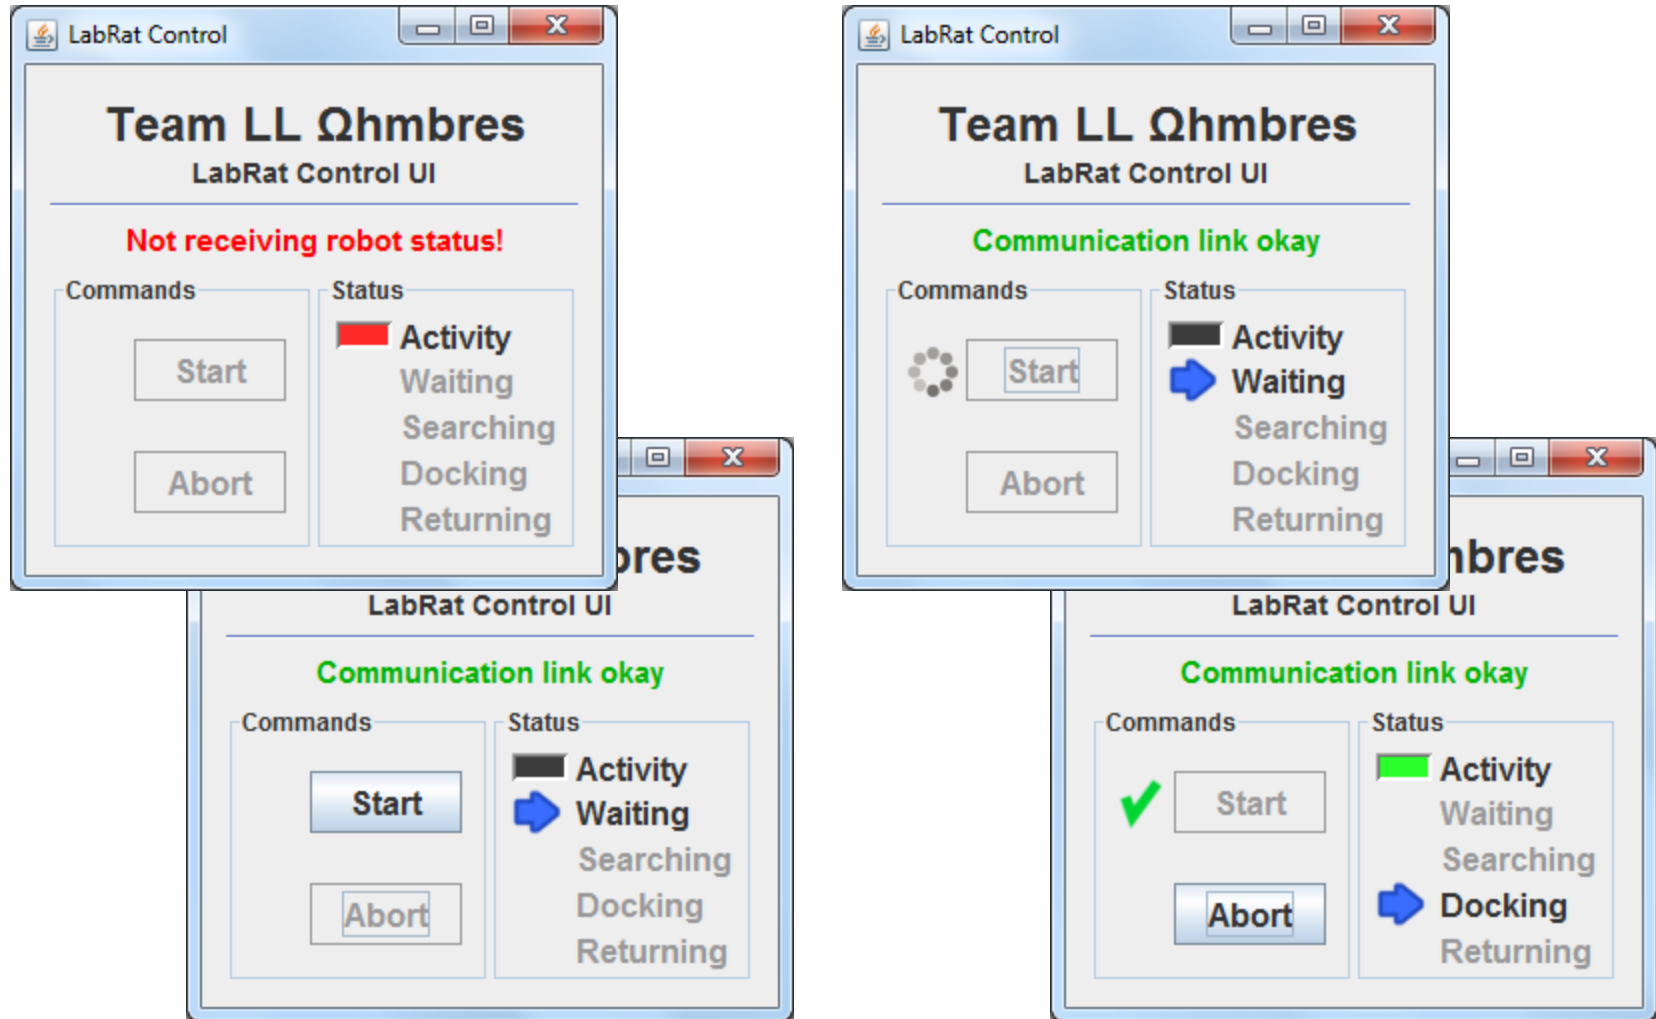 LabRat Control
Team LL Ωhmbres
LabRat Control UI
Not receiving robot status!
Commands
Start
Abort
Status
Activity
Waiting
Searching
Docking
Returning
bres
LabRat Control UI
Communication link okay
Commands
Start
Abort
Status
Activity
Waiting
Searching
Docking
Returning
LabRat Control
Team LL Ωhmbres
LabRat Control UI
Communication link okay
Commands
Start
Abort
Status
Activity
Waiting
Searching
Docking
Returning
mbres
LabRat Control UI
Communication link okay
Commands
Start
Abort
Status
Activity
Waiting
Searching
Docking
Returning